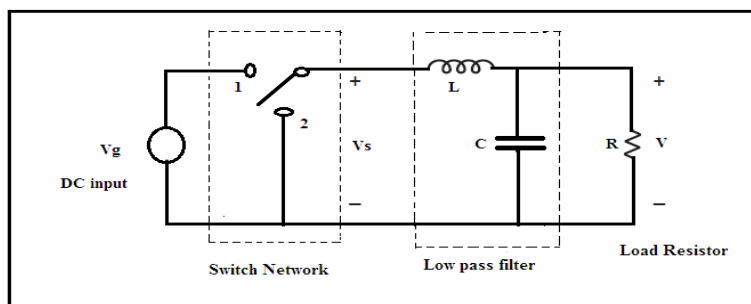 1
2
+
Vs
−
L
C
+
R
V
−
Vg
DC input
Switch Network
Low pass filter
Load Resistor